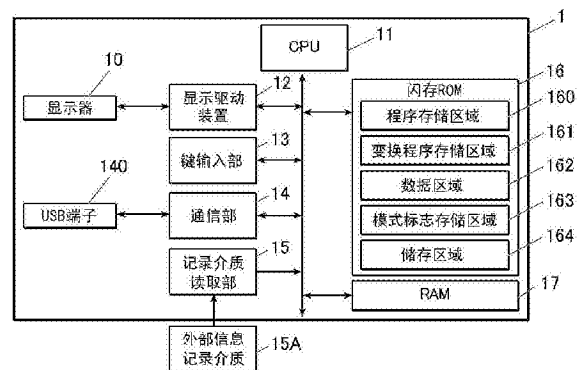 1
CPU
11
10
显示器
12
显示驱动
装置
16
闪存ROM
160
程序存储区域
13
键输入部
161
变换程序存储区域
140
USB端子
14
通信部
162
数据区域
163
模式标志存储区域
15
记录介质
读取部
164
储存区域
RAM
17
外部信息
记录介质
15A